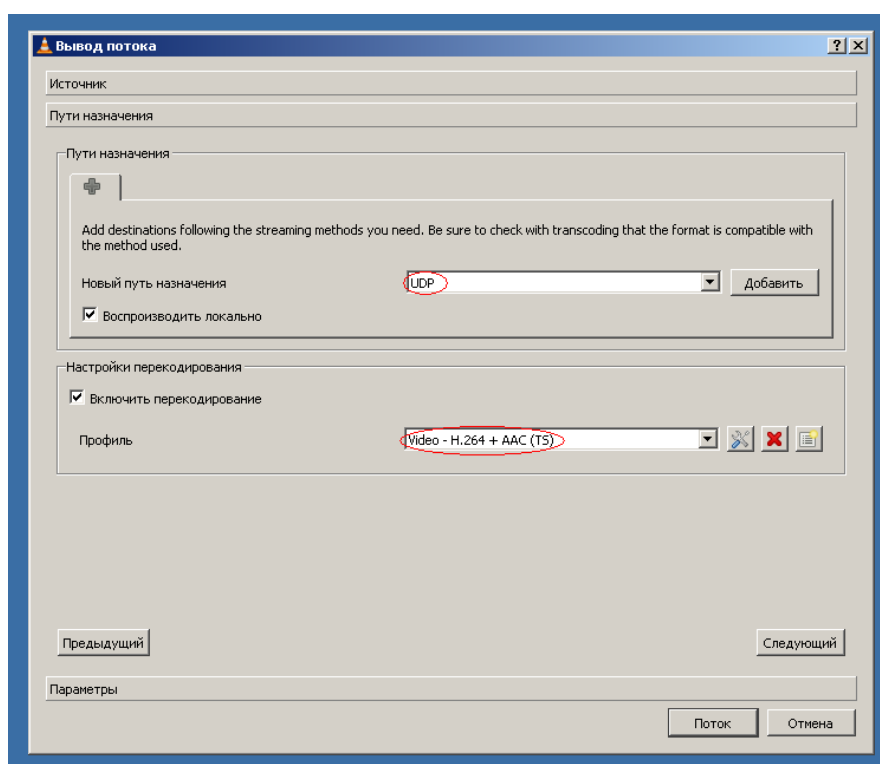 Вывод потока
Источник
Пути назначения
Пути назначения
Add destinations following the streaming methods you need. Be sure to check with transcoding that the format is compatible with
the method used.
Новый путь назначения UDP Добавить
Воспроизводить локально
Настройки перекодирования
Включить перекодирование
Профиль Video - H.264 + AAC (TS)
Предыдущий Следующий
Параметры
Поток Отмена